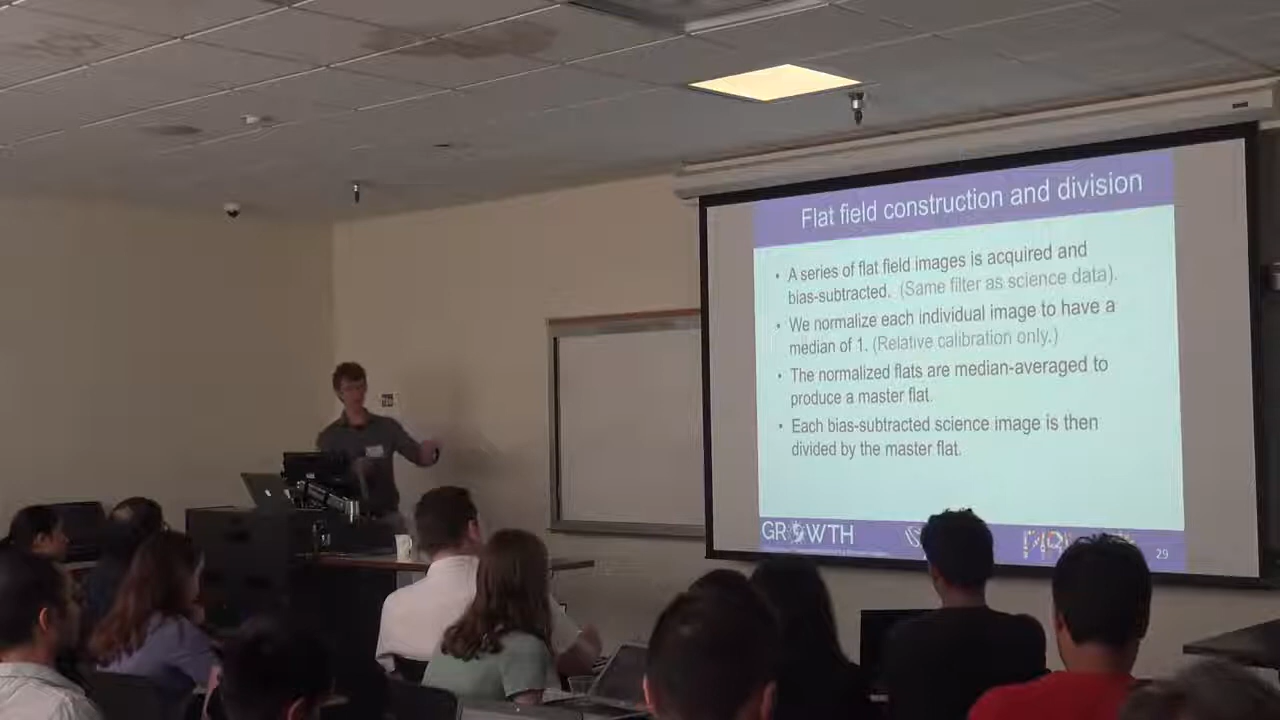 Flat field construction and division
• A series of flat field images is acquired and
bias-subtracted. (Same filter as science data).
• We normalize each individual image to have a
median of 1. (Relative calibration only.)
• The normalized flats are median-averaged to
produce a master flat.
• Each bias-subtracted science image is then
divided by the master flat.
GROWTH
29